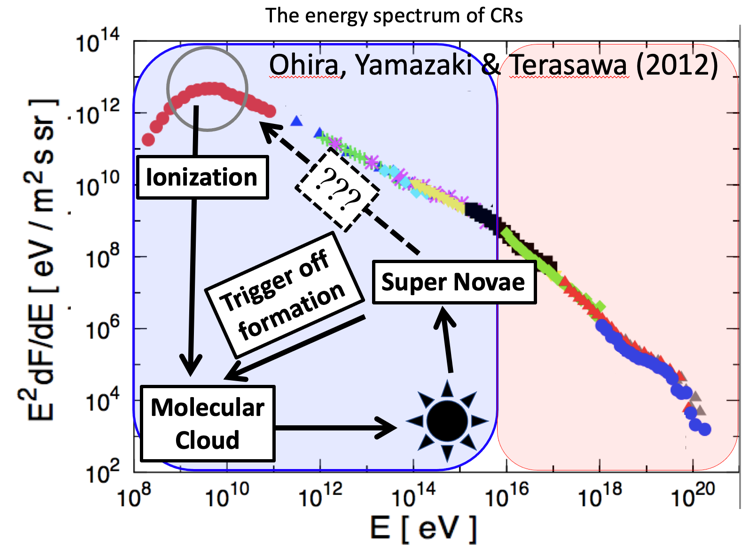 The energy spectrum of CRs
Ohira, Yamazaki & Terasawa (2012)
10^14
10^12
10^10
10^8
10^6
10^4
10^2
E^2dF/dE [ eV / m^2 s sr ]
Ionization
???
Trigger off
formation
Super Novae
Molecular
Cloud
10^8 10^10 10^12 10^14 10^16 10^18 10^20
E [ eV ]